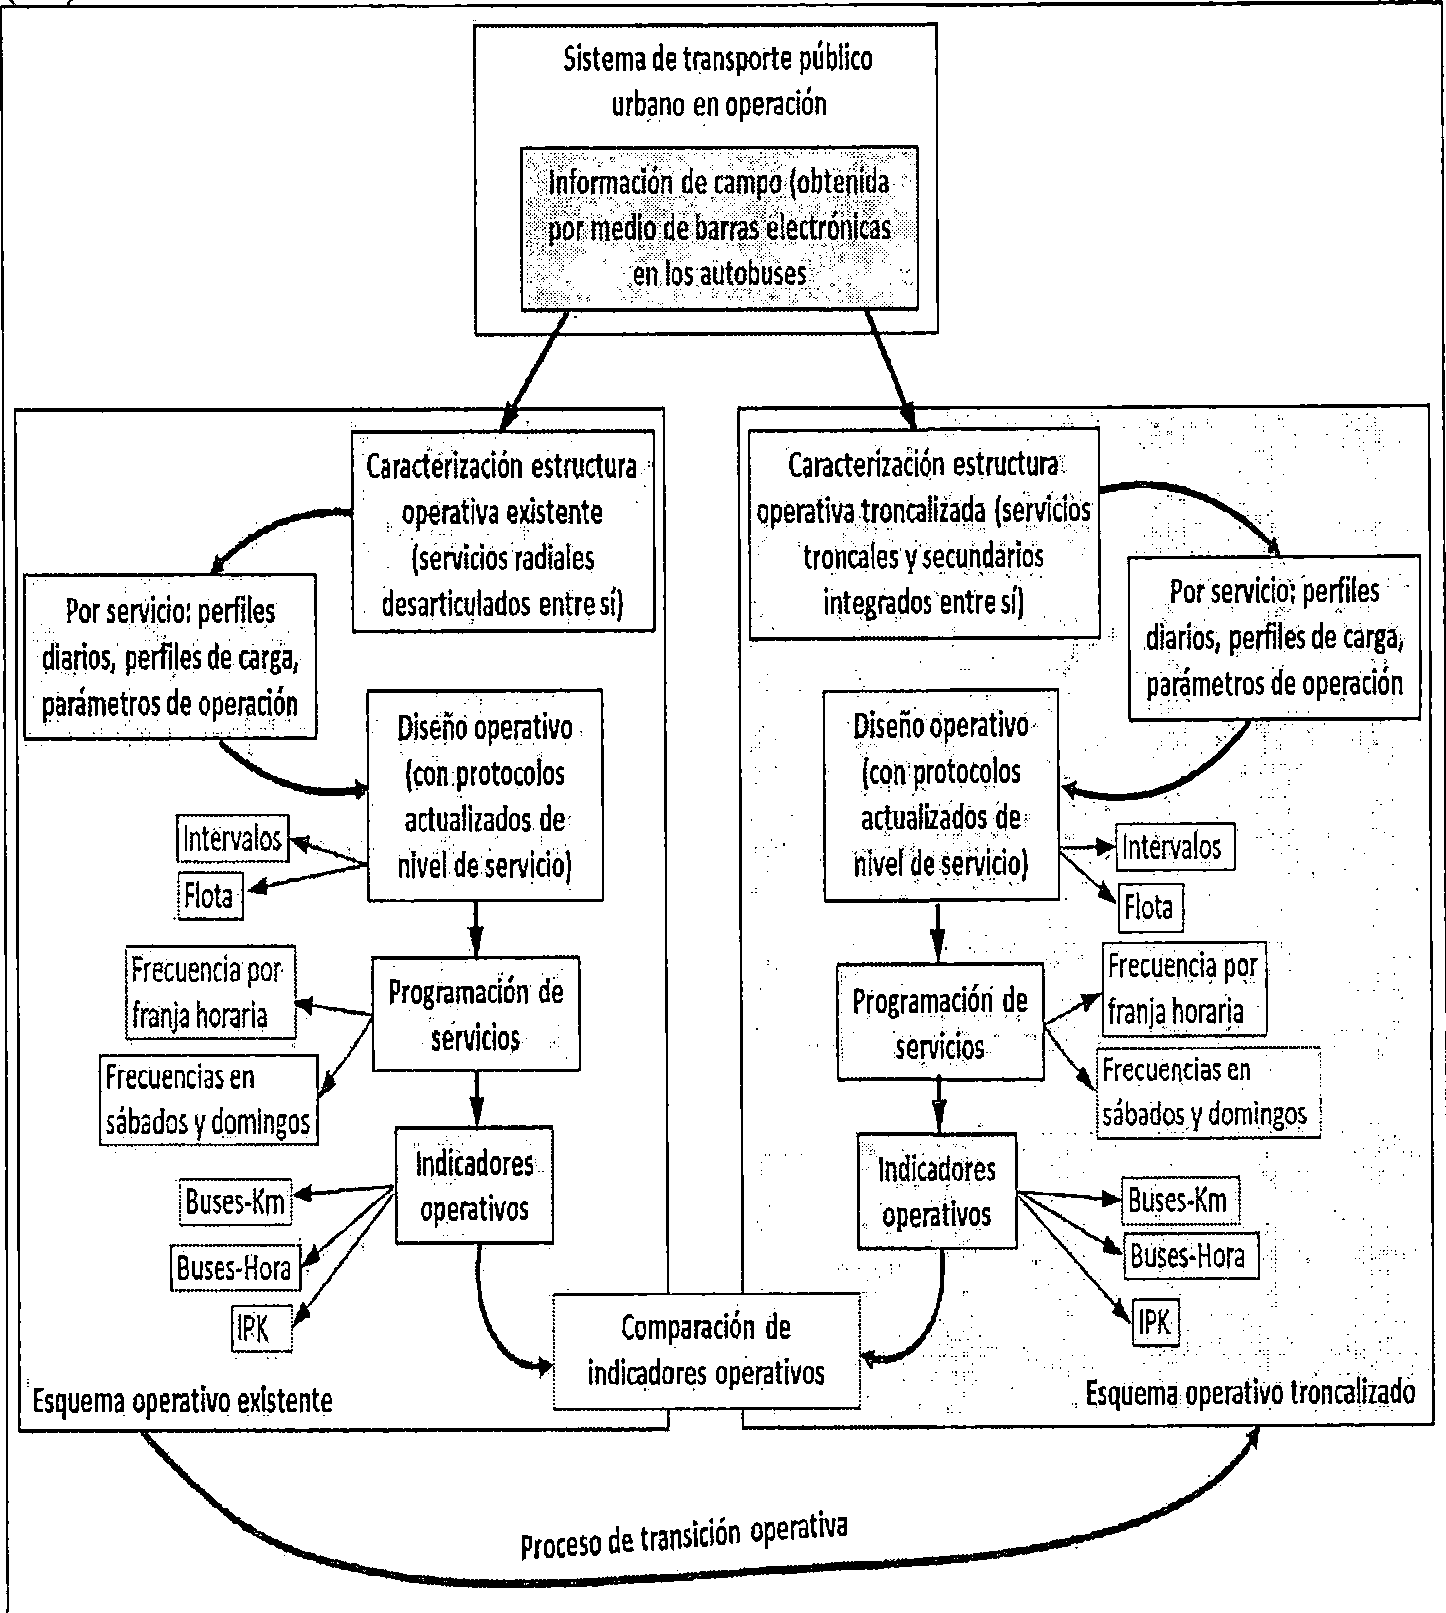 Sistema de transporte público
urbano en operación
Información de campo (obtenida
por medio de barras electrónicas
en los autobuses
Caracterización estructura
operativa existente
(servicios radiales
desarticulados entre sí)
Por servicio: perfiles
diarios, perfiles de carga,
parámetros de operación
Diseño operativo
(con protocolos
actualizados de
nivel de servicio)
Intervalos
Flota
Programación de
servicios
Frecuencia por
franja horaria
Frecuencias en
sábados y domingos
Indicadores
operativos
Buses-Km
Buses-Hora
IPK
Esquema operativo existente
Caracterización estructura
operativa troncalizada (servicios
troncales y secundarios
integrados entre sí)
Por servicio: perfiles
diarios, perfiles de carga,
parámetros de operación
Diseño operativo
(con protocolos
actualizados de
nivel de servicio)
Intervalos
Flota
Programación de
servicios
Frecuencia por
franja horaria
Frecuencias en
sábados y domingos
Indicadores
operativos
Buses-Km
Buses-Hora
IPK
Comparación de
indicadores operativos
Esquema operativo troncalizado
Proceso de transición operativa